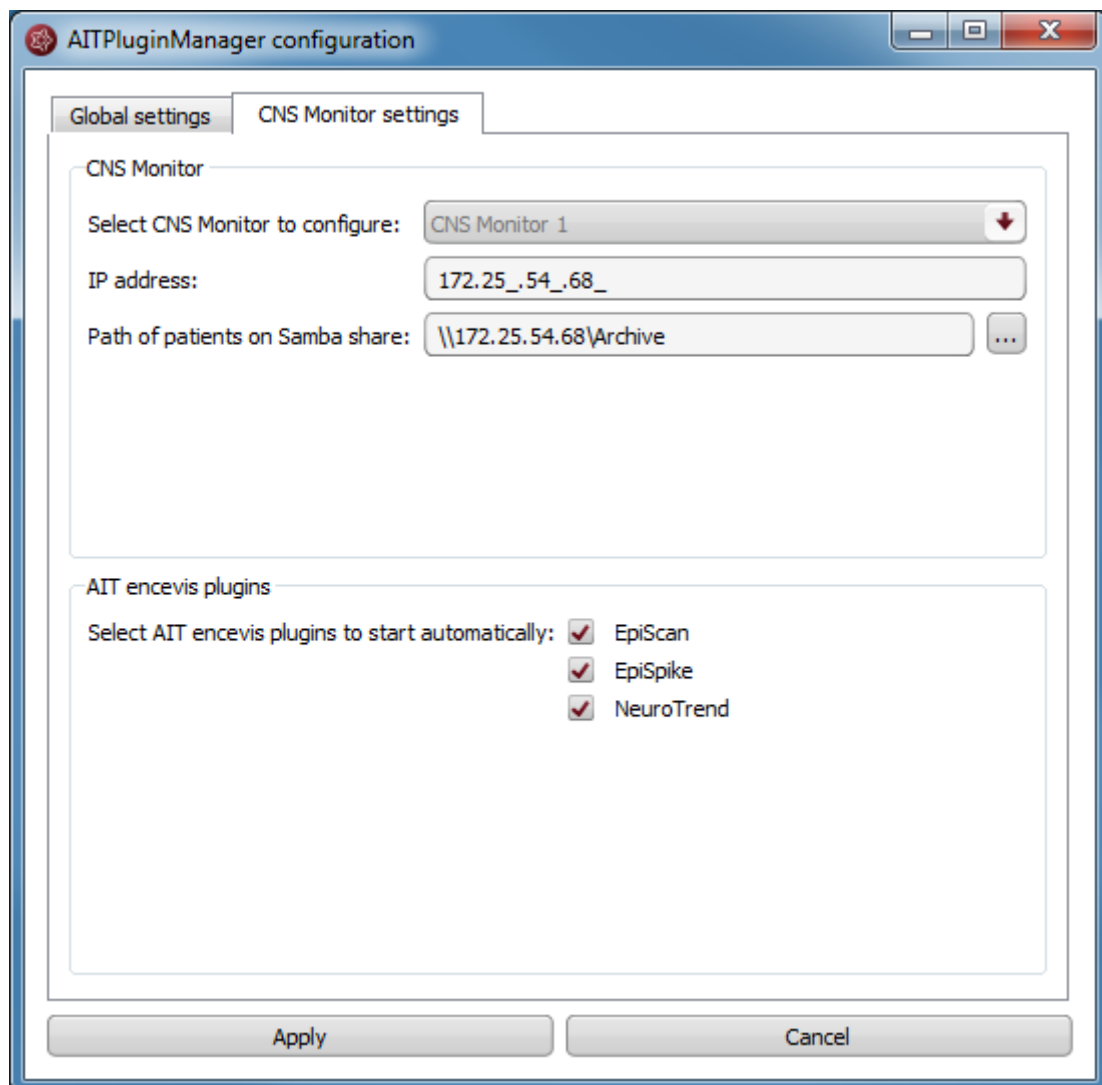 AITPluginManager configuration
Global settings
CNS Monitor settings
CNS Monitor
Select CNS Monitor to configure: CNS Monitor 1
IP address: 172.25_.54_.68_
Path of patients on Samba share: \\172.25.54.68\Archive ...
AIT encevis plugins
Select AIT encevis plugins to start automatically: EpiScan
EpiSpike
NeuroTrend
Apply
Cancel